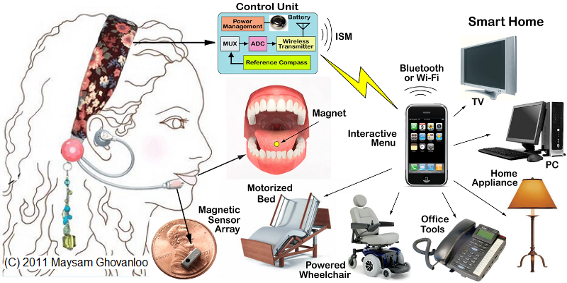 Control Unit
Power
Management
Battery
MUX
ADC
Wireless
Transmitter
Reference Compass
ISM
Smart Home
Bluetooth
or Wi-Fi
TV
Magnet
Interactive
Menu
PC
Home
Appliance
Motorized
Bed
Magnetic
Sensor
Array
Office
Tools
Powered
Wheelchair
(C) 2011 Maysam Ghovanloo